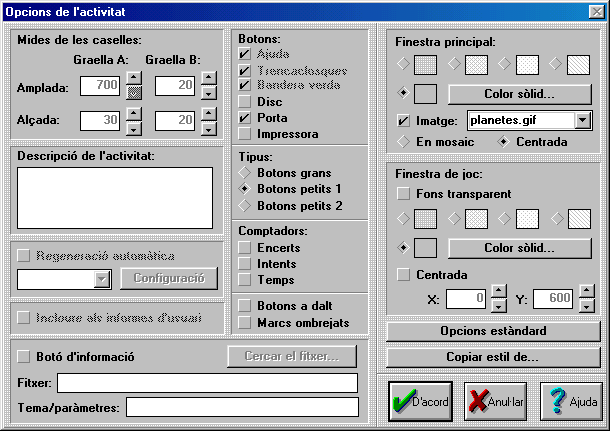 Opcions de l'activitat
Mides de les caselles:
Graella A: Graella B:
Amplada: 700 20
Alçada: 30 20
Descripció de l'activitat:
Regeneració automàtica
Configuració
Incloure als informes d'usuari
Botons:
Ajuda
Trencaclosques
Bandera verda
Disc
Porta
Impressora
Tipus:
Botons grans
Botons petits 1
Botons petits 2
Comptadors:
Encerts
Intents
Temps
Botons a dalt
Marcs ombrejats
Botó d'informació
Cercar el fitxer...
Fitxer:
Tema/paràmetres:
Finestra principal:
Color sòlid...
Imatge: planetes.gif
En mosaic Centrada
Finestra de joc:
Fons transparent
Color sòlid...
Centrada
X: 0 Y: 600
Opcions estàndard
Copiar estil de...
D'acord
Anul·lar
Ajuda